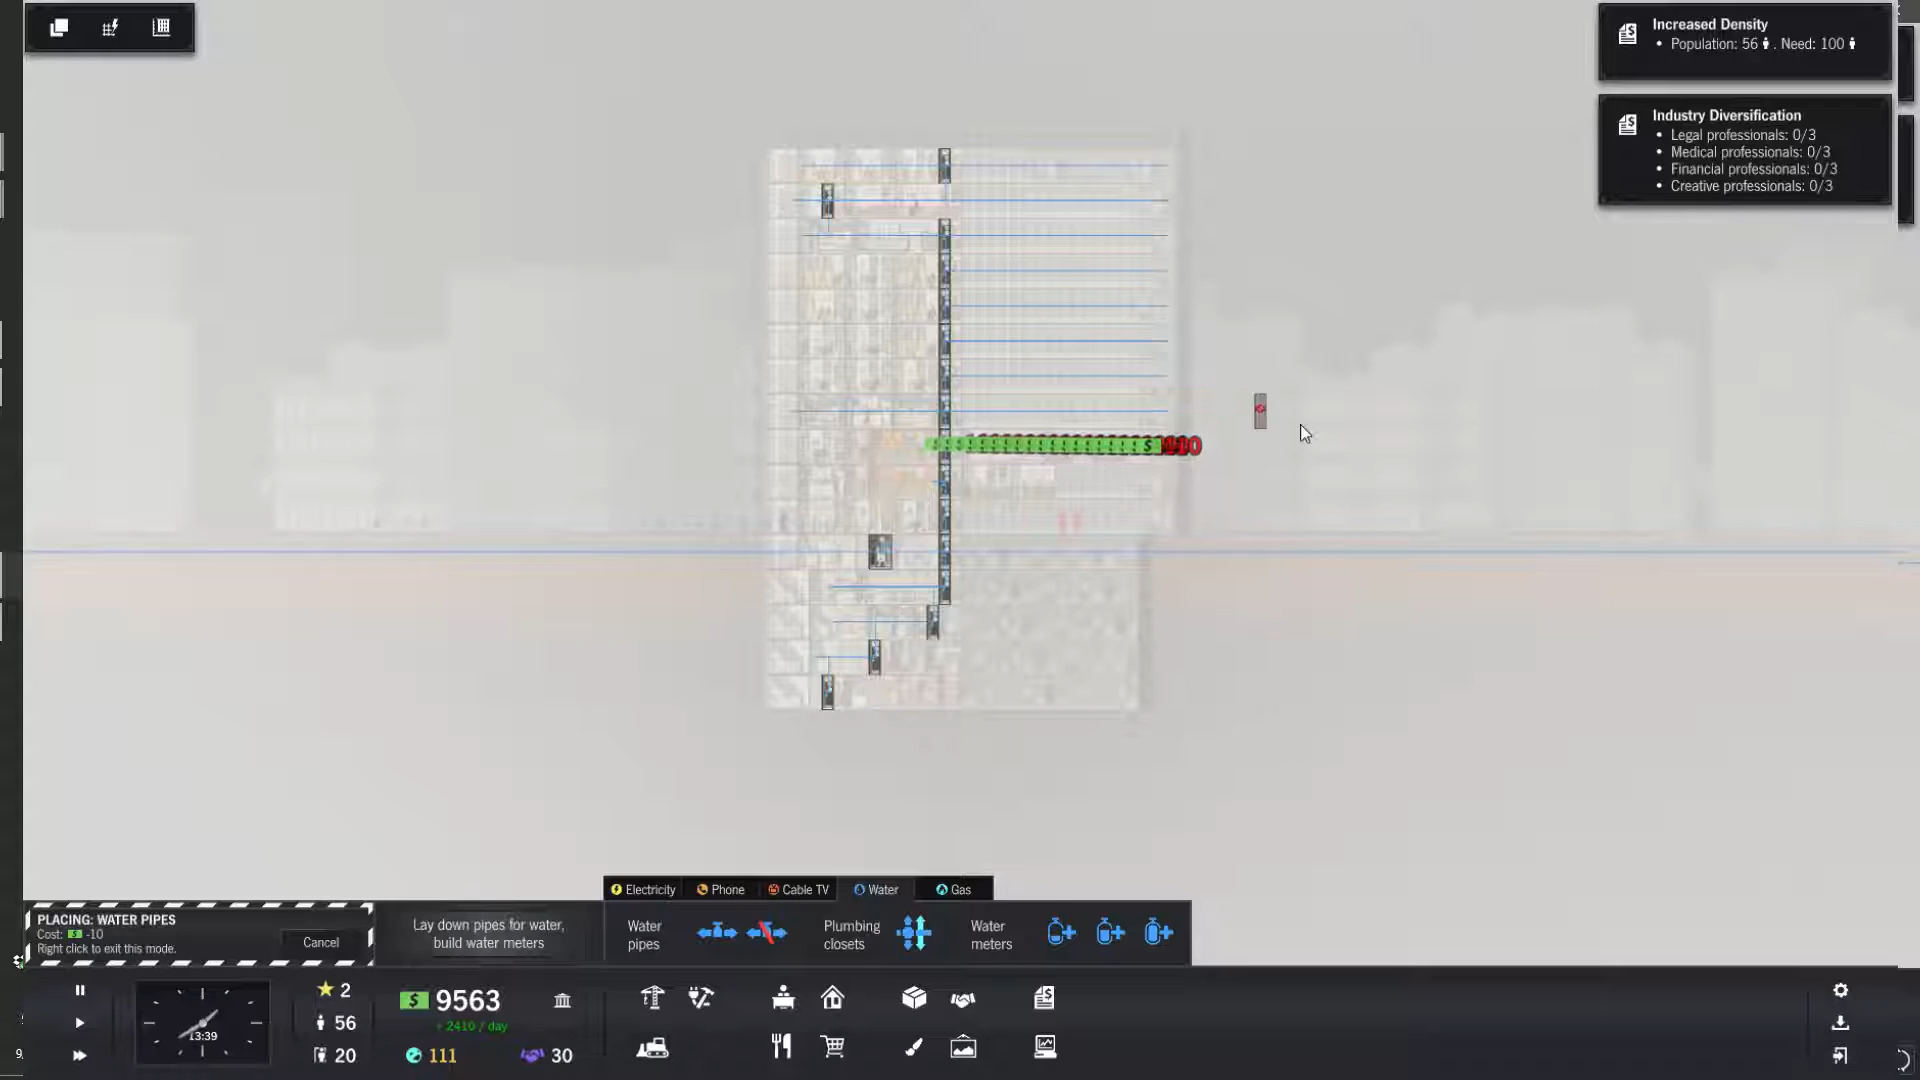 Increased Density
• Population: 56 . Need: 100
Industry Diversification
• Legal professionals: 0/3
• Medical professionals: 0/3
• Financial professionals: 0/3
• Creative professionals: 0/3
Electricity
Phone
Cable TV
Water
Gas
PLACING: WATER PIPES
Cost: $ -10
Right click to exit this mode.
Cancel
Lay down pipes for water,
build water meters
Water
pipes
Plumbing
closets
Water
meters
13:39
2
56
20
$ 9563
+ 2410 / day
111
30